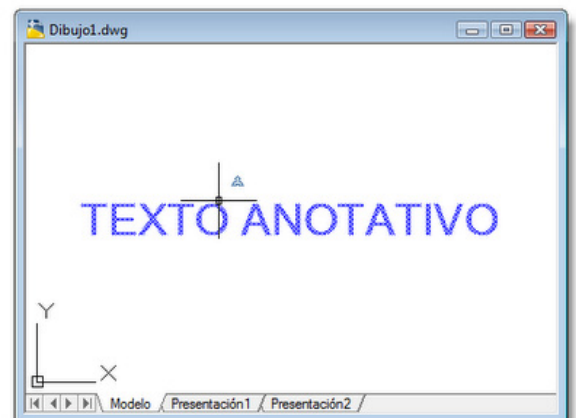 Dibujo1.dwg
TEXTO ANOTATIVO
Y
X
Modelo Presentación1 Presentación2